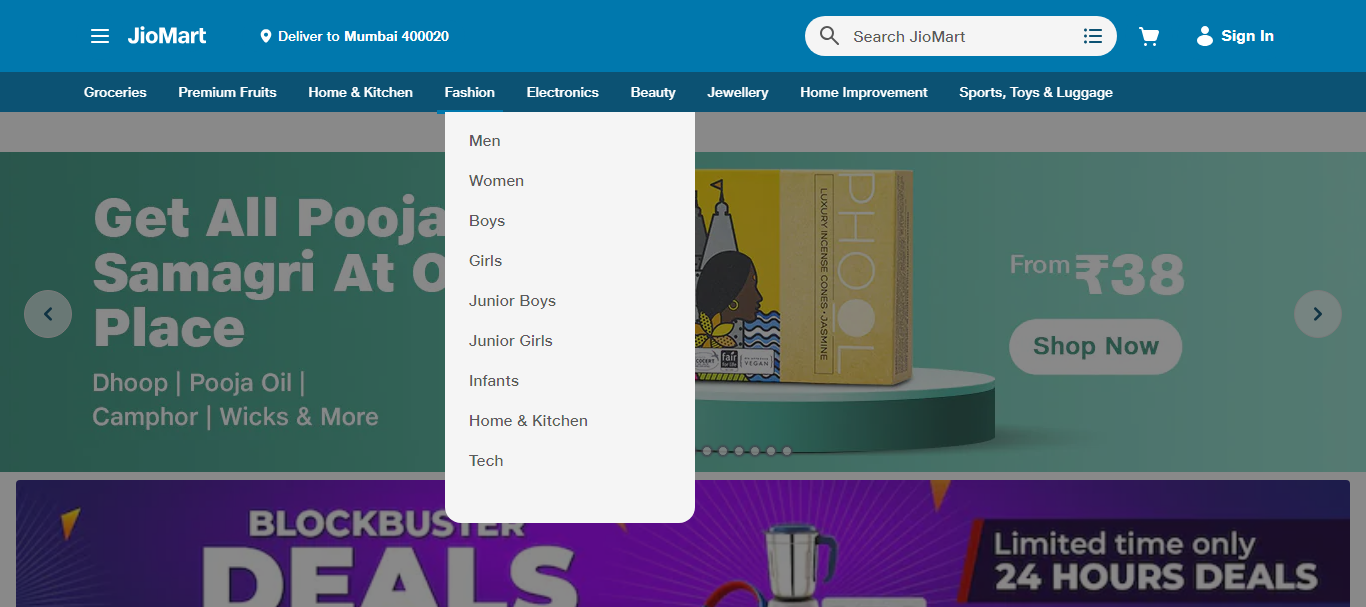 JioMart
Deliver to Mumbai 400020
Search JioMart
Sign In
Groceries
Premium Fruits
Home & Kitchen
Fashion
Electronics
Beauty
Jewellery
Home Improvement
Sports, Toys & Luggage
Men
Women
Boys
Girls
Junior Boys
Junior Girls
Infants
Home & Kitchen
Tech
Get All Pooja
Samagri At O
Place
Dhoop | Pooja Oil |
Camphor | Wicks & More
LUXURY INCENSE CONES • JASMINE
PHOOL
fair
for life
VEGAN
From ₹38
Shop Now
BLOCKBUSTER
DEALS
Limited time only
24 HOURS DEALS